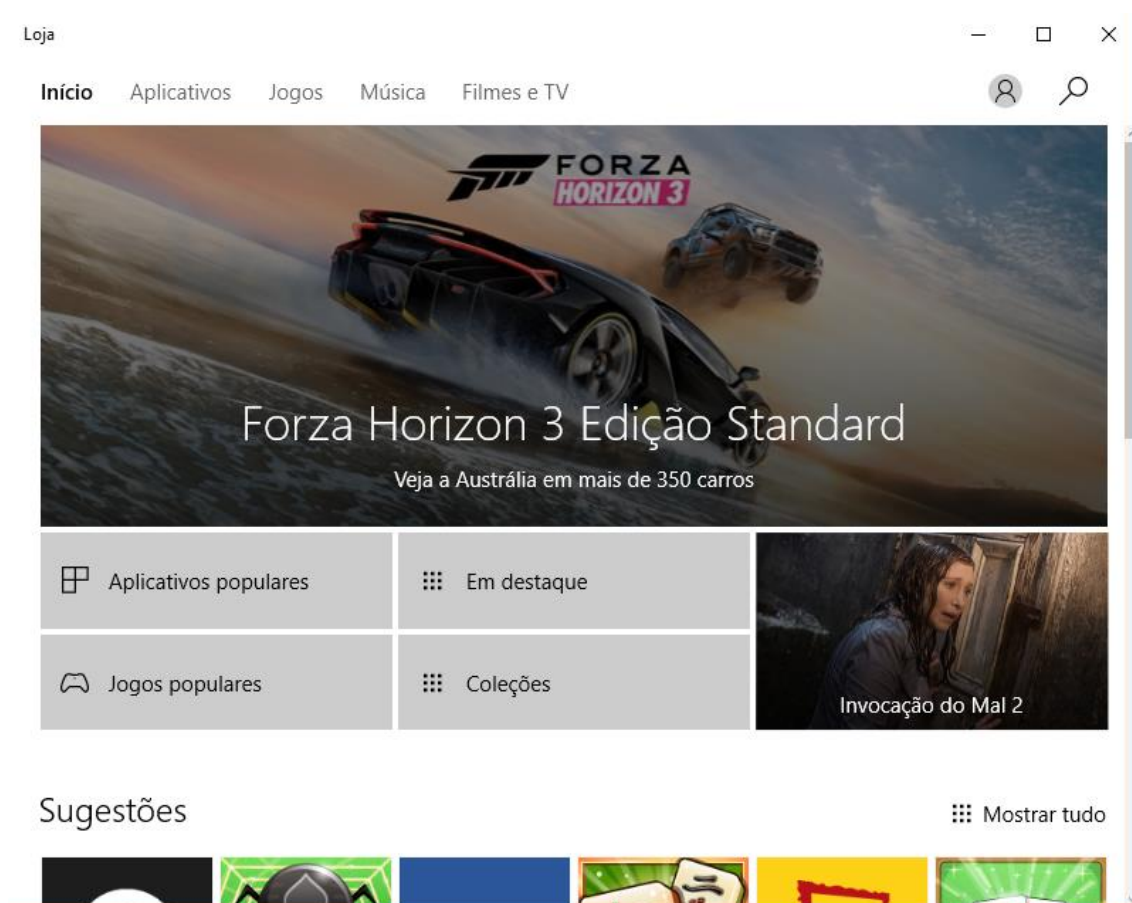 Loja
Início Aplicativos Jogos Música Filmes e TV
FORZA
HORIZON 3
Forza Horizon 3 Edição Standard
Veja a Austrália em mais de 350 carros
Aplicativos populares
Em destaque
Jogos populares
Coleções
Invocação do Mal 2
Sugestões
Mostrar tudo